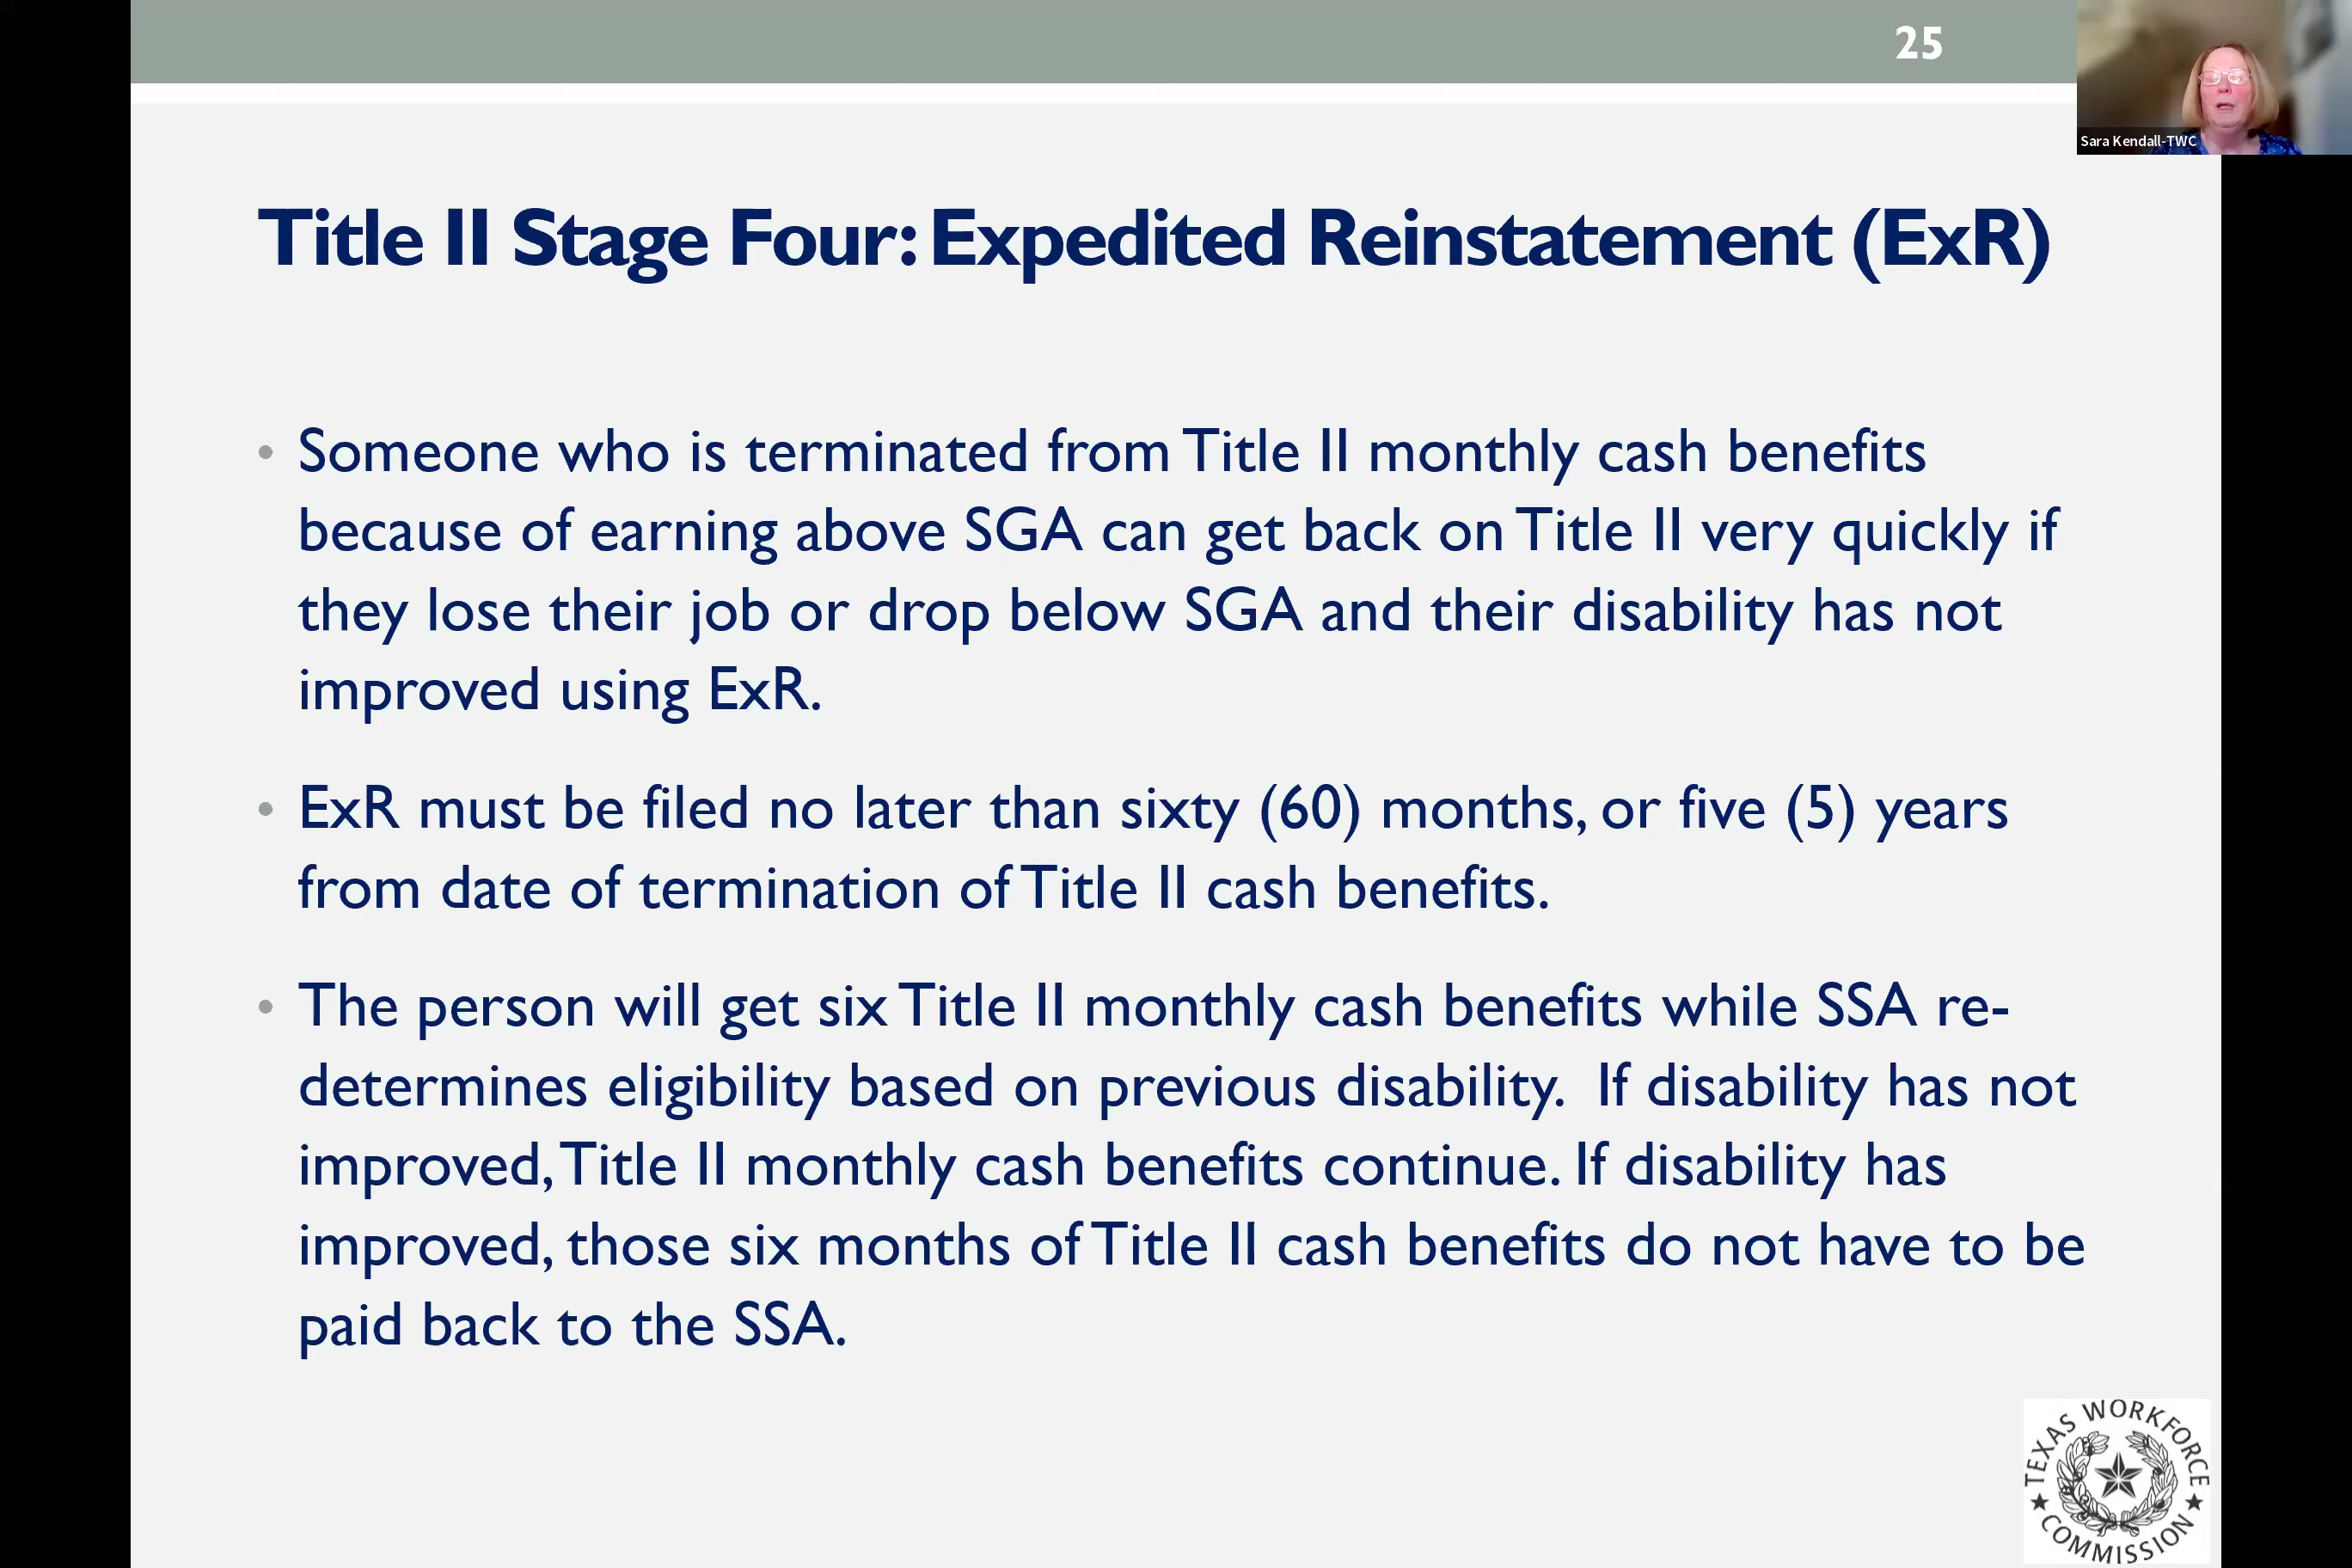 25
Sara Kendall-TWC
Title II Stage Four: Expedited Reinstatement (ExR)
• Someone who is terminated from Title II monthly cash benefits
because of earning above SGA can get back on Title II very quickly if
they lose their job or drop below SGA and their disability has not
improved using ExR.
• ExR must be filed no later than sixty (60) months, or five (5) years
from date of termination of Title II cash benefits.
• The person will get six Title II monthly cash benefits while SSA re-
determines eligibility based on previous disability.  If disability has not
improved, Title II monthly cash benefits continue. If disability has
improved, those six months of Title II cash benefits do not have to be
paid back to the SSA.
TEXAS WORKFORCE
COMMISSION